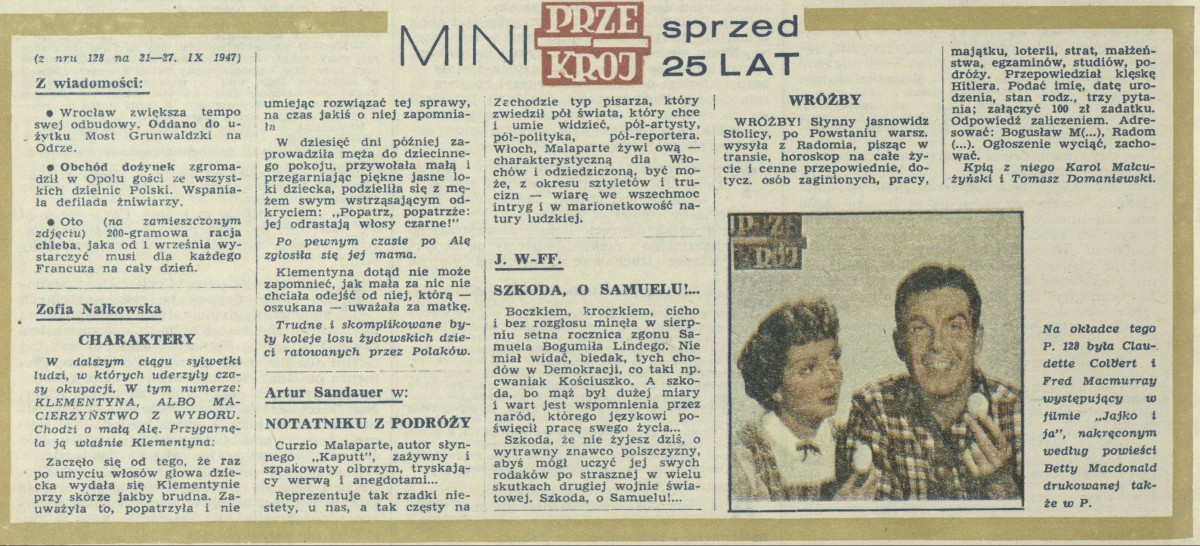 MINI PRZE KROJ sprzed 25 LAT
(z nru 128 na 21—27. IX 1947)
Z wiadomości:
● Wrocław zwiększa tempo
swej odbudowy. Oddano do u-
żytku Most Grunwaldzki na
Odrze.
● Obchód dożynek zgroma-
dził w Opolu gości ze wszyst-
kich dzielnic Polski. Wspania-
ła defilada żniwiarzy.
● Oto (na zamieszczonym
zdjęciu) 200-gramowa racja
chleba, jaka od 1 września wy-
starczyć musi dla każdego
Francuza na cały dzień.
Zofia Nałkowska
CHARAKTERY
W dalszym ciągu sylwetki
ludzi, w których uderzyły cza-
sy okupacji. W tym numerze:
KLEMENTYNA, ALBO MA-
CIERZYŃSTWO Z WYBORU.
Chodzi o małą Alę. Przygarnę-
ła ją właśnie Klementyna:
Zaczęło się od tego, że raz
po umyciu włosów głowa dzie-
cka wydała się Klementynie
przy skórze jakby brudna. Za-
uważyła to, popatrzyła i nie
umiejąc rozwiązać tej sprawy,
na czas jakiś o niej zapomnia-
ła
W dziesięć dni później za-
prowadziła męża do dziecinne-
go pokoju, przywołała małą i
przegarniając piękne jasne lo-
ki dziecka, podzieliła się z mę-
żem swym wstrząsającym od-
kryciem: „Popatrz, popatrzże:
jej odrastają włosy czarne!"
Po pewnym czasie po Alę
zgłosiła się jej mama.
Klementyna dotąd nie może
zapomnieć, jak mała za nic nie
chciała odejść od niej, którą —
oszukana — uważała za matkę.
Trudne i skomplikowane by-
ły koleje losu żydowskich dzie-
ci ratowanych przez Polaków.
Artur Sandauer w:
NOTATNIKU Z PODRÓŻY
Curzio Malaparte, autor słyn-
nego „Kaputt", zażywny i
szpakowaty olbrzym, tryskają-
cy werwą i anegdotami...
Reprezentuje tak rzadki nie-
stety, u nas, a tak częsty na
Zachodzie typ pisarza, który
zwiedził pół świata, który chce
i umie widzieć, pół-artysty,
pół-polityka, pół-reportera.
Włoch, Malaparte żywi ową —
charakterystyczną dla Wło-
chów i odziedziczoną, być mo-
że, z okresu sztyletów i tru-
cizn — wiarę we wszechmoc
intryg i w marionetkowość na-
tury ludzkiej.
J. W-FF.
SZKODA, O SAMUELU!...
Boczkiem, kroczkiem, cicho
i bez rozgłosu minęła w sierp-
niu setna rocznica zgonu Sa-
muela Bogumiła Lindego. Nie
miał widać, biedak, tych cho-
dów w Demokracji, co taki np.
cwaniak Kościuszko. A szko-
da, bo mąż był dużej miary
i wart jest wspomnienia przez
naród, którego językowi po-
święcił pracę swego życia...
Szkoda, że nie żyjesz dziś, o
wytrawny znawco polszczyzny,
abyś mógł uczyć jej swych
rodaków po strasznej w wielu
skutkach drugiej wojnie świa-
towej. Szkoda, o Samuelu!...
WRÓŻBY
WRÓŻBY! Słynny jasnowidz
Stolicy, po Powstaniu warsz.
wysyła z Radomia, pisząc w
transie, horoskop na całe ży-
cie i cenne przepowiednie, do-
tycz. osób zaginionych, pracy,
majątku, loterii, strat, małżeń-
stwa, egzaminów, studiów, po-
dróży. Przepowiedział klęskę
Hitlera. Podać imię, datę uro-
dzenia, stan rodz., trzy pyta-
nia; załączyć 100 zł zadatku.
Odpowiedź zaliczeniem. Adre-
sować: Bogusław M(...), Radom
(...). Ogłoszenie wyciąć, zacho-
wać.
Kpią z niego Karol Małcu-
żyński i Tomasz Domaniewski.
PRZE
KRÓJ
Na okładce tego
P. 128 była Clau-
dette Colbert i
Fred Macmurray
występujący w
filmie „Jajko i
ja", nakręconym
według powieści
Betty Macdonald
drukowanej tak-
że w P.